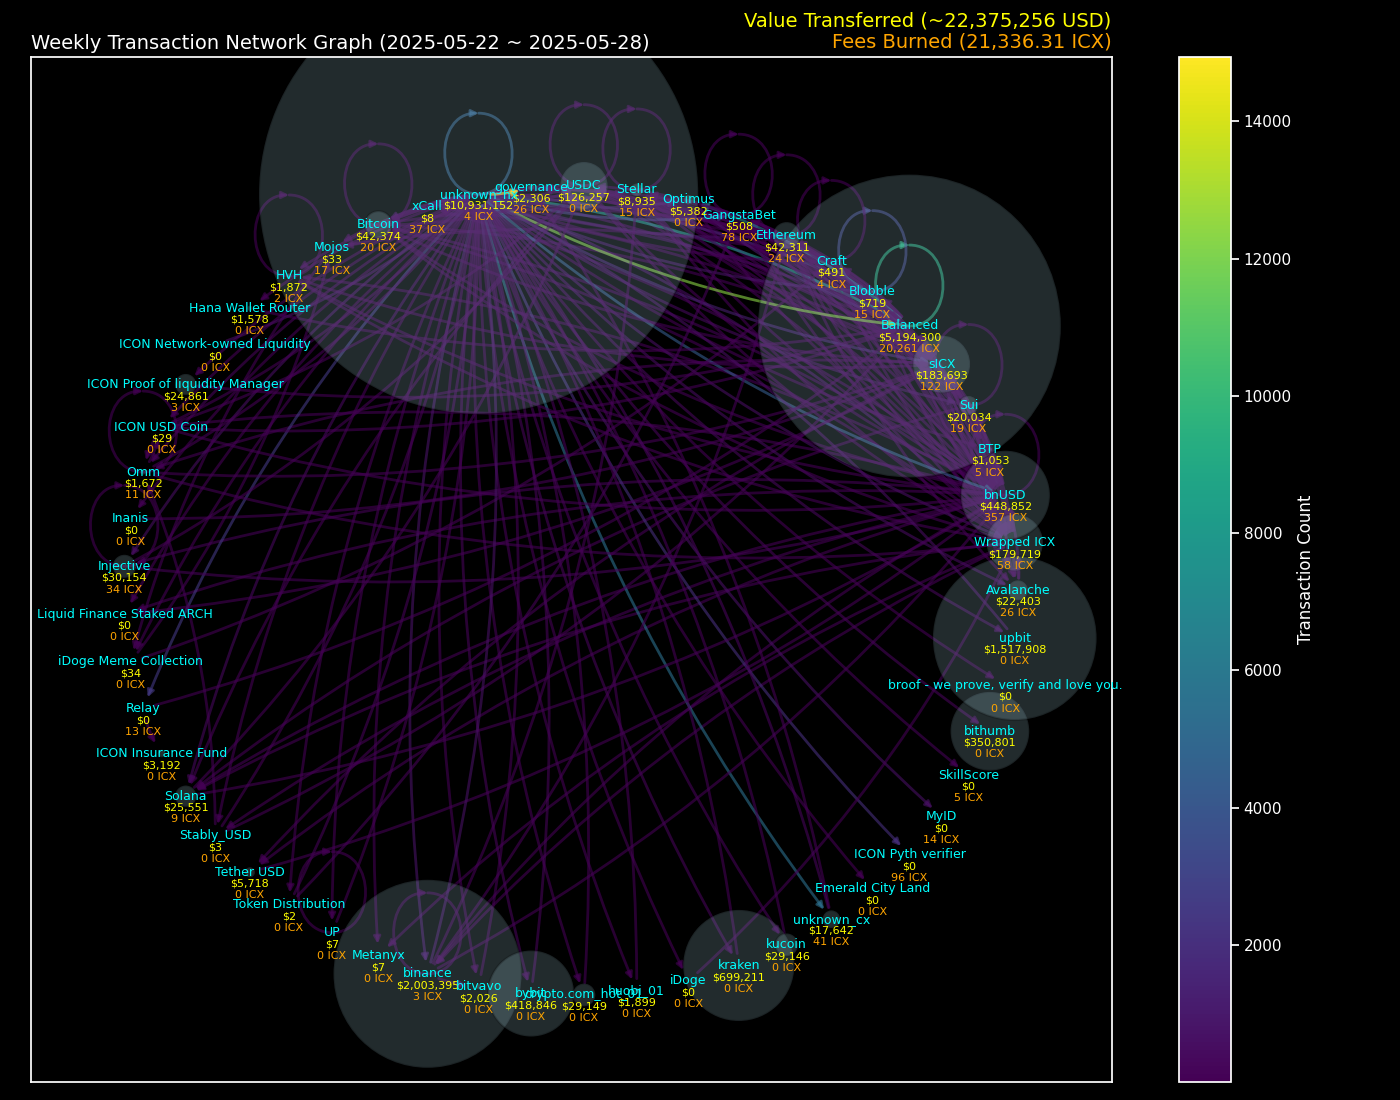 Value Transferred (~22,375,256 USD)
Weekly Transaction Network Graph (2025-05-22 ~ 2025-05-28)
Fees Burned (21,336.31 ICX)
governance
$2,306
26 ICX
USDC
$126,257
0 ICX
Stellar
$8,935
15 ICX
Optimus
$5,382
0 ICX
GangstaBet
$508
78 ICX
Ethereum
$42,311
24 ICX
Craft
$491
4 ICX
Blobble
$719
15 ICX
Balanced
$5,194,300
20,261 ICX
sICX
$183,693
122 ICX
Sui
$20,034
19 ICX
BTP
$1,053
5 ICX
bnUSD
$448,852
357 ICX
Wrapped ICX
$179,719
58 ICX
Avalanche
$22,403
26 ICX
upbit
$1,517,908
0 ICX
broof - we prove, verify and love you.
$0
0 ICX
bithumb
$350,801
0 ICX
SkillScore
$0
5 ICX
MyID
$0
14 ICX
ICON Pyth verifier
$0
96 ICX
Emerald City Land
$0
0 ICX
unknown_cx
$17,642
41 ICX
kucoin
$29,146
0 ICX
kraken
$699,211
0 ICX
iDoge
$0
0 ICX
huobi_01
$1,899
0 ICX
$29,149
0 ICX
bybit
$418,846
0 ICX
bitvavo
$2,026
0 ICX
binance
$2,003,395
3 ICX
Metanyx
$7
0 ICX
UP
$7
0 ICX
Token Distribution
$2
0 ICX
Tether USD
$5,718
0 ICX
Stably_USD
$3
0 ICX
Solana
$25,551
9 ICX
ICON Insurance Fund
$3,192
0 ICX
Relay
$0
13 ICX
iDoge Meme Collection
$34
0 ICX
Liquid Finance Staked ARCH
$0
0 ICX
Injective
$30,154
34 ICX
Inanis
$0
0 ICX
Omm
$1,672
11 ICX
ICON USD Coin
$29
0 ICX
ICON Proof of liquidity Manager
$24,861
3 ICX
ICON Network-owned Liquidity
$0
0 ICX
Hana Wallet Router
$1,578
0 ICX
HVH
$1,872
2 ICX
Mojos
$33
17 ICX
Bitcoin
$42,374
20 ICX
xCall
$8
37 ICX
$10,931,152
4 ICX
14000
12000
10000
8000
6000
4000
2000
Transaction Count